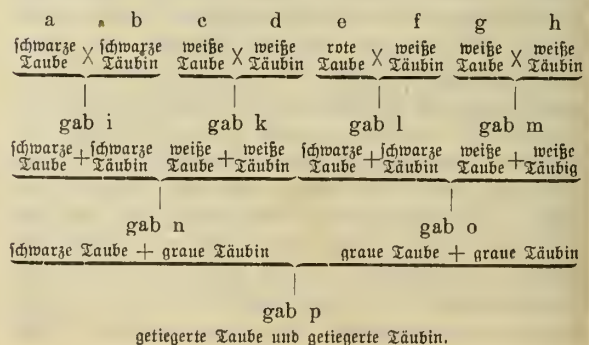 a b c d e f g h
ſchwarze ſchwarze weiße weiße rote weiße weiße weiße
Taube X Täubin Taube X Täubin Taube X Täubin Taube X Täubin
gab i gab k gab l gab m
ſchwarze ſchwarze weiße weiße ſchwarze ſchwarze weiße weiße
Taube + Täubin Taube + Täubin Taube + Täubin Taube + Täubig
gab n gab o
ſchwarze Taube + graue Täubin graue Taube + graue Täubin
gab p
getiegerte Taube und getiegerte Täubin.